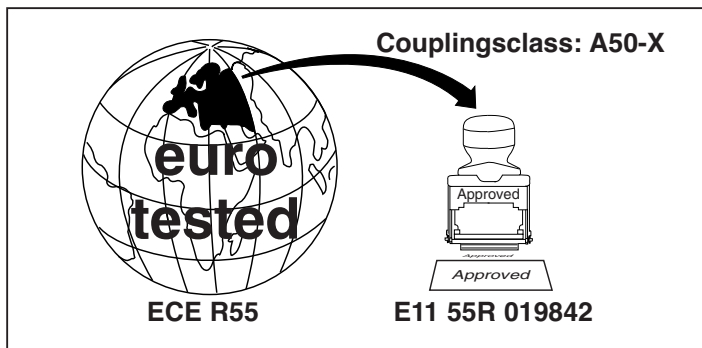 Couplingsclass: A50-X
euro
tested
Approved
Approved
Approved
ECE R55
E11 55R 019842